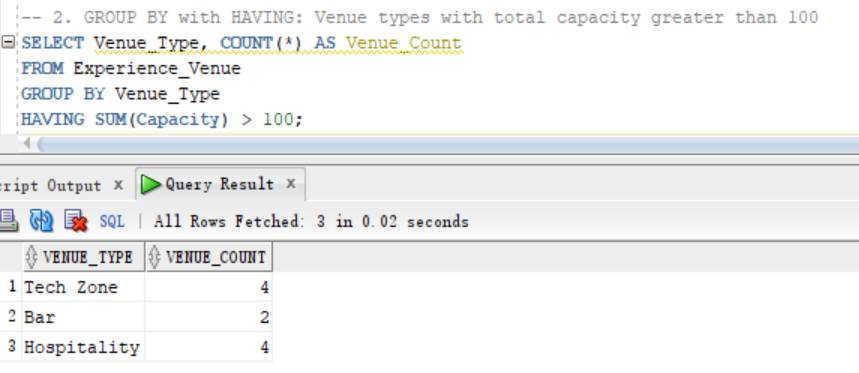 -- 2. GROUP BY with HAVING: Venue types with total capacity greater than 100
SELECT Venue_Type, COUNT(*) AS Venue_Count
FROM Experience_Venue
GROUP BY Venue_Type
HAVING SUM(Capacity) > 100;
cript Output x Query Result x
SQL | All Rows Fetched: 3 in 0.02 seconds
VENUE_TYPE VENUE_COUNT
1 Tech Zone 4
2 Bar 2
3 Hospitality 4